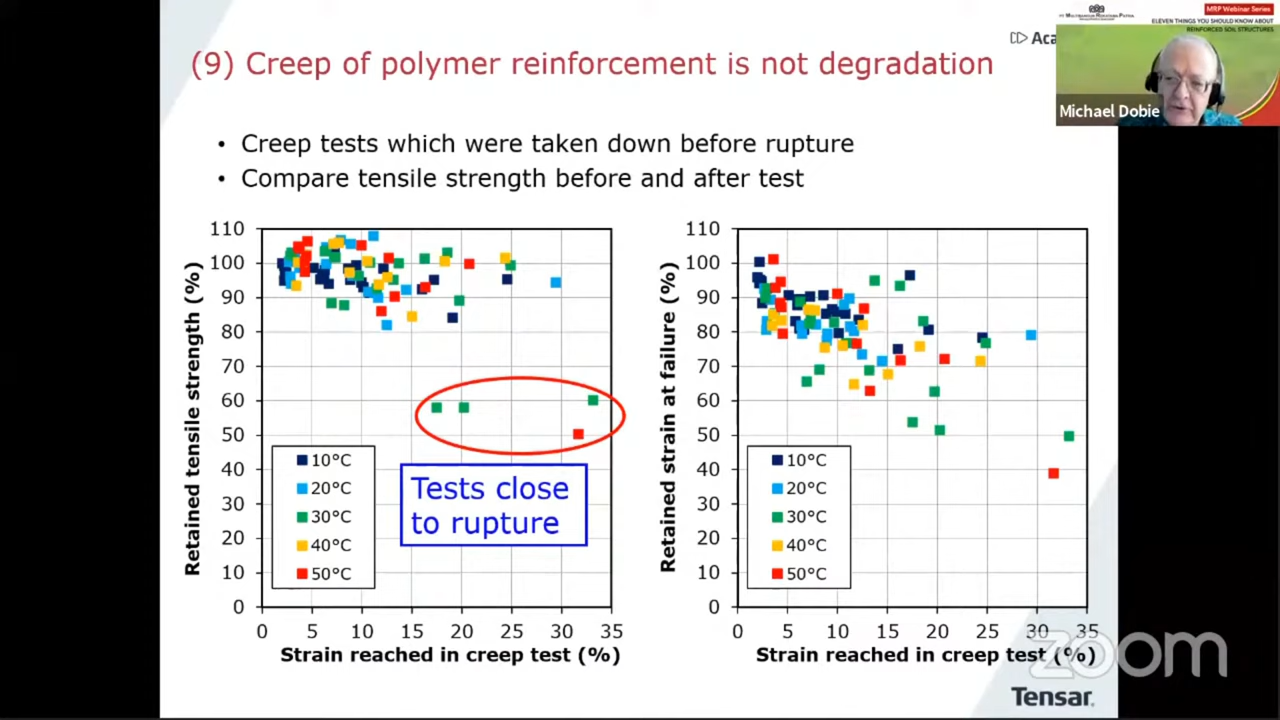 MRP Webinar Series
PT MULTIBANGUN REKATAMA PATRIA
ELEVEN THINGS YOU SHOULD KNOW ABOUT
REINFORCED SOIL STRUCTURES
Aca
Michael Dobie
(9) Creep of polymer reinforcement is not degradation
• Creep tests which were taken down before rupture
• Compare tensile strength before and after test
Retained tensile strength (%)
110
100
90
80
70
60
50
40
30
20
10
0
10°C
20°C
30°C
40°C
50°C
Tests close
to rupture
0 5 10 15 20 25 30 35
Strain reached in creep test (%)
Retained strain at failure (%)
110
100
90
80
70
60
50
40
30
20
10
0
10°C
20°C
30°C
40°C
50°C
0 5 10 15 20 25 30 35
Strain reached in creep test (%)
zoom
Tensar.